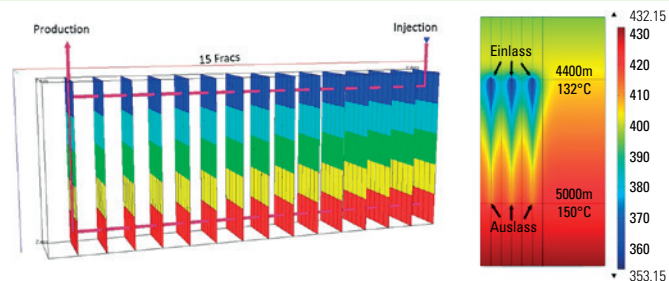 Production
Injection
15 Fracs
Einlass
4400m
132°C
5000m
150°C
Auslass
432.15
430
420
410
400
390
380
370
360
353.15